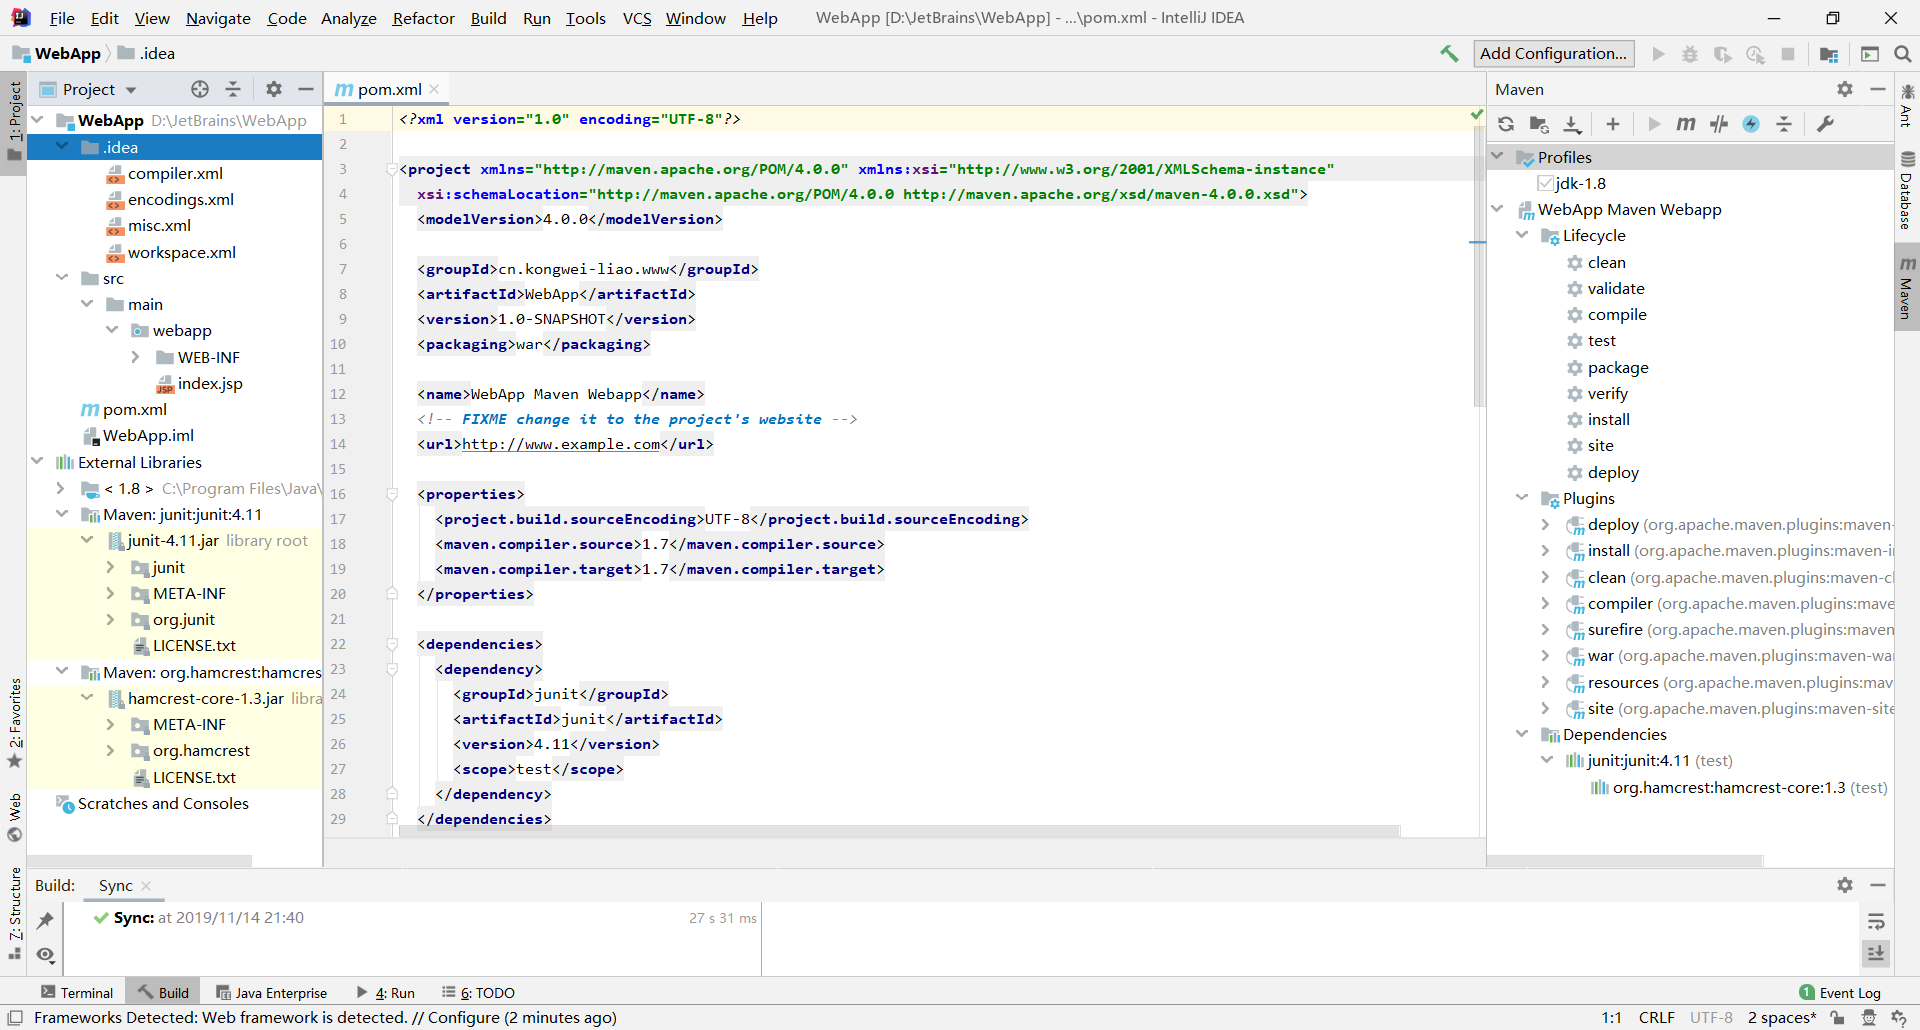 File Edit View Navigate Code Analyze Refactor Build Run Tools VCS Window Help WebApp [D:\JetBrains\WebApp] - ...\pom.xml - IntelliJ IDEA
WebApp .idea Add Configuration...
1: Project
2: Favorites
Web
7: Structure
Project
WebApp D:\JetBrains\WebApp
.idea
compiler.xml
encodings.xml
misc.xml
workspace.xml
src
main
webapp
WEB-INF
index.jsp
pom.xml
WebApp.iml
External Libraries
< 1.8 > C:\Program Files\Java\
Maven: junit:junit:4.11
junit-4.11.jar library root
junit
META-INF
org.junit
LICENSE.txt
Maven: org.hamcrest:hamcres
hamcrest-core-1.3.jar libra
META-INF
org.hamcrest
LICENSE.txt
Scratches and Consoles
pom.xml
1 <?xml version="1.0" encoding="UTF-8"?>
2
3 <project xmlns="http://maven.apache.org/POM/4.0.0" xmlns:xsi="http://www.w3.org/2001/XMLSchema-instance"
4 xsi:schemaLocation="http://maven.apache.org/POM/4.0.0 http://maven.apache.org/xsd/maven-4.0.0.xsd">
5 <modelVersion>4.0.0</modelVersion>
6
7 <groupId>cn.kongwei-liao.www</groupId>
8 <artifactId>WebApp</artifactId>
9 <version>1.0-SNAPSHOT</version>
10 <packaging>war</packaging>
11
12 <name>WebApp Maven Webapp</name>
13 <!-- FIXME change it to the project's website -->
14 <url>http://www.example.com</url>
15
16 <properties>
17 <project.build.sourceEncoding>UTF-8</project.build.sourceEncoding>
18 <maven.compiler.source>1.7</maven.compiler.source>
19 <maven.compiler.target>1.7</maven.compiler.target>
20 </properties>
21
22 <dependencies>
23 <dependency>
24 <groupId>junit</groupId>
25 <artifactId>junit</artifactId>
26 <version>4.11</version>
27 <scope>test</scope>
28 </dependency>
29 </dependencies>
Maven
Profiles
jdk-1.8
WebApp Maven Webapp
Lifecycle
clean
validate
compile
test
package
verify
install
site
deploy
Plugins
deploy (org.apache.maven.plugins:maven-
install (org.apache.maven.plugins:maven-i
clean (org.apache.maven.plugins:maven-cl
compiler (org.apache.maven.plugins:mave
surefire (org.apache.maven.plugins:maven
war (org.apache.maven.plugins:maven-wa
resources (org.apache.maven.plugins:mav
site (org.apache.maven.plugins:maven-site
Dependencies
junit:junit:4.11 (test)
org.hamcrest:hamcrest-core:1.3 (test)
Ant
Database
Maven
Build: Sync
Sync: at 2019/11/14 21:40 27 s 31 ms
Terminal Build Java Enterprise 4: Run 6: TODO 1 Event Log
Frameworks Detected: Web framework is detected. // Configure (2 minutes ago) 1:1 CRLF UTF-8 2 spaces*